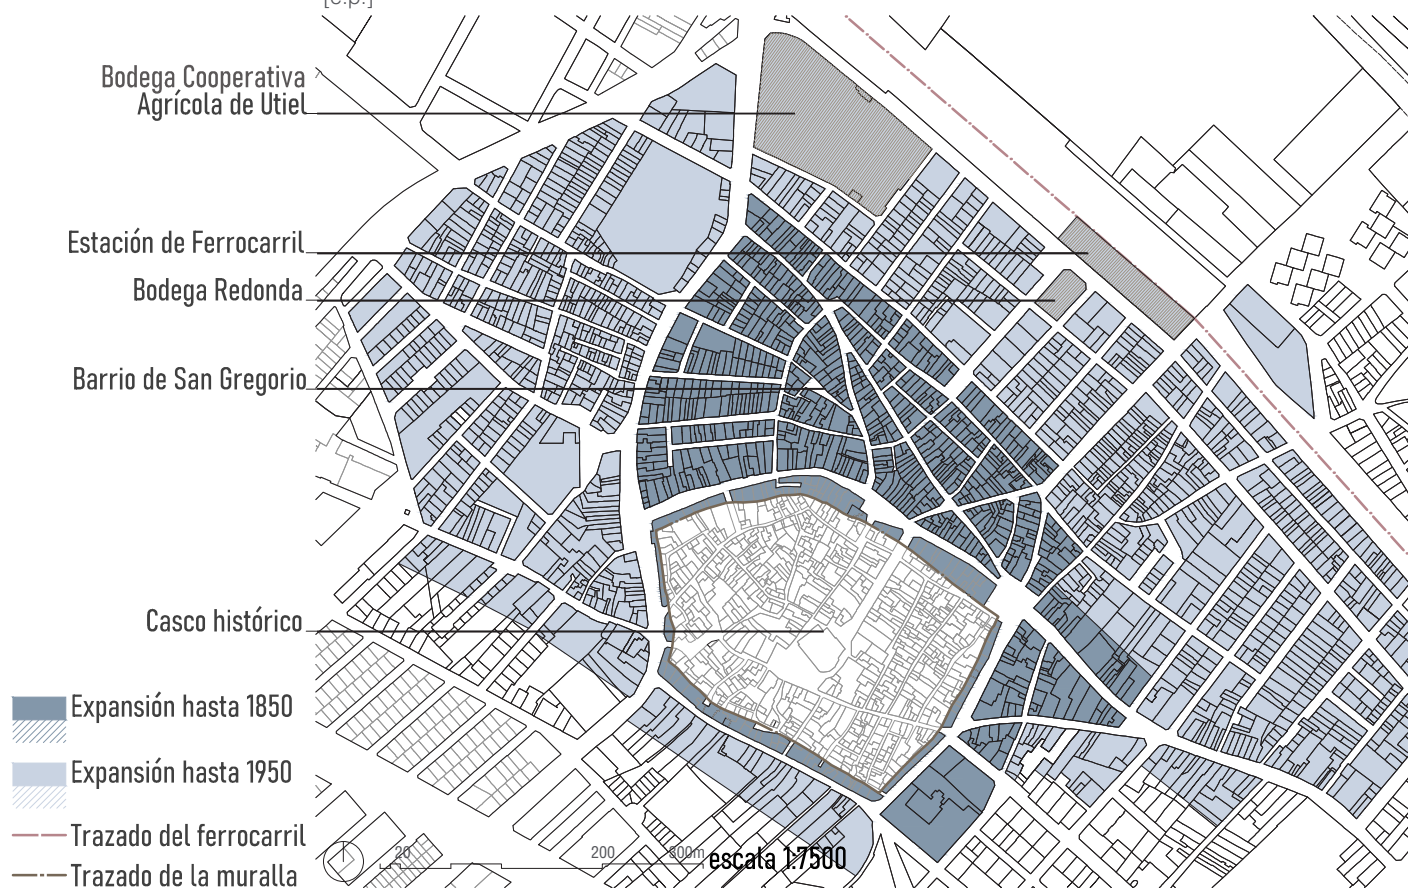 [e.p.]
Bodega Cooperativa
Agrícola de Utiel
Estación de Ferrocarril
Bodega Redonda
Barrio de San Gregorio
Casco histórico
Expansión hasta 1850
Expansión hasta 1950
Trazado del ferrocarril
Trazado de la muralla
20 200 800m escala 1:7500